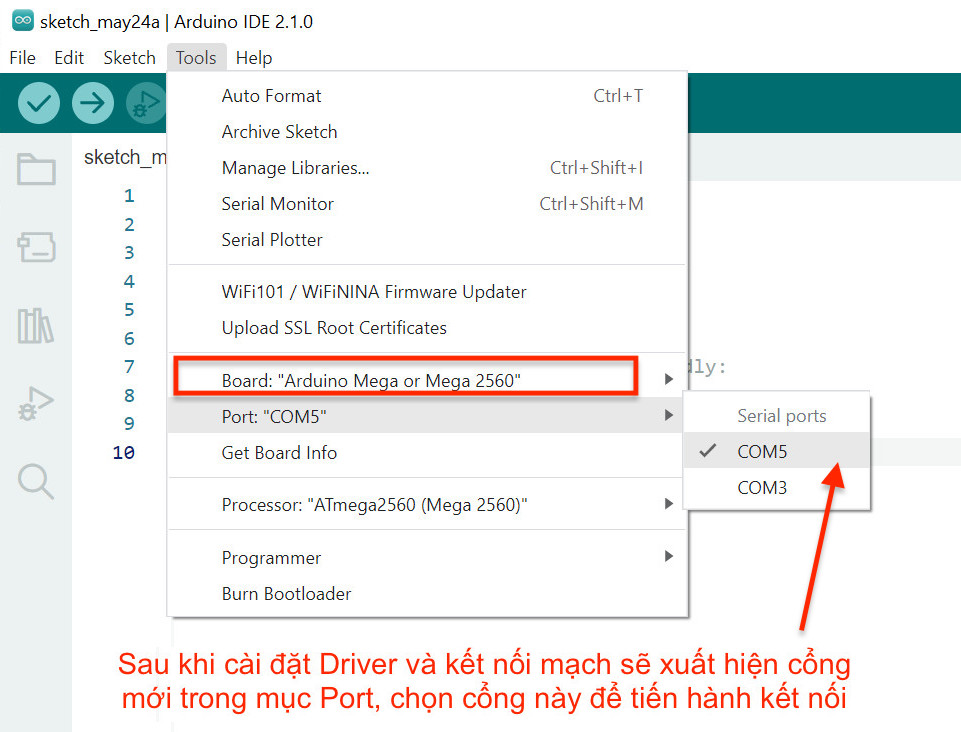 sketch_may24a | Arduino IDE 2.1.0
File Edit Sketch Tools Help
Auto Format Ctrl+T
Archive Sketch
sketch_m
Manage Libraries... Ctrl+Shift+I
1
Serial Monitor Ctrl+Shift+M
2
Serial Plotter
3
4
WiFi101 / WiFiNINA Firmware Updater
5
Upload SSL Root Certificates
6
7
dly:
Board: "Arduino Mega or Mega 2560"
8
Port: "COM5"
Serial ports
9
Get Board Info
COM5
10
COM3
Processor: "ATmega2560 (Mega 2560)"
Programmer
Burn Bootloader
Sau khi cài đặt Driver và kết nối mạch sẽ xuất hiện cổng
mới trong mục Port, chọn cổng này để tiến hành kết nối